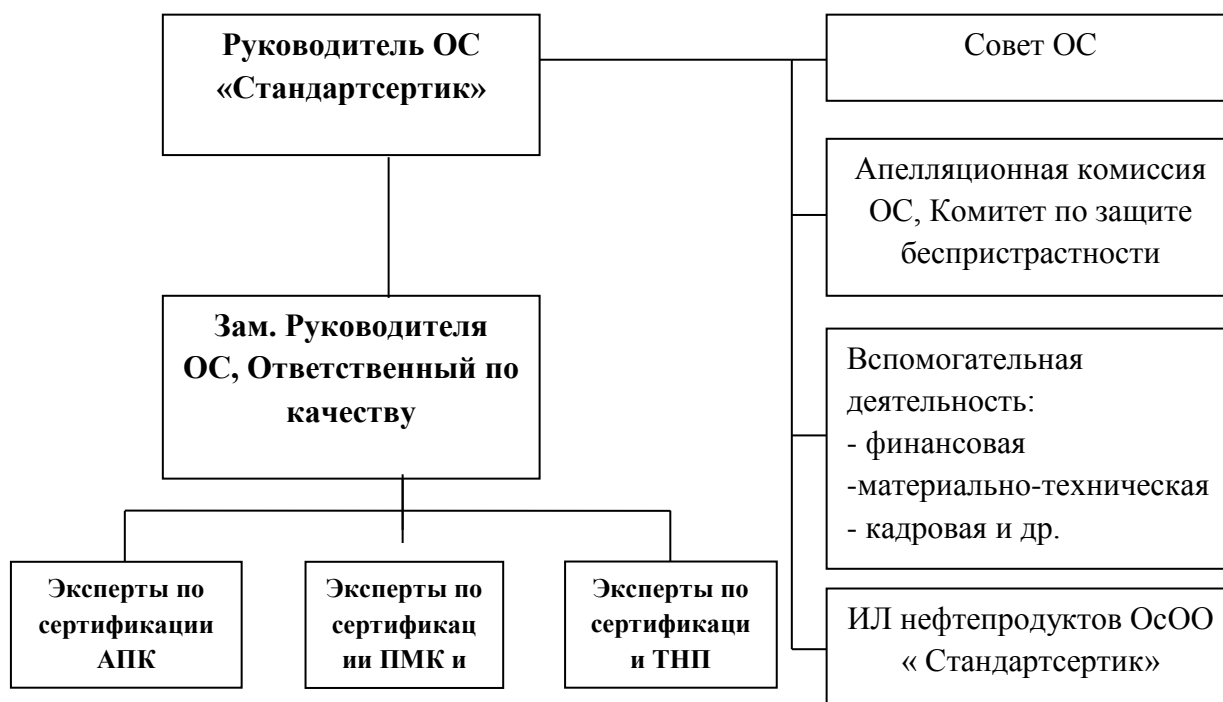 Руководитель ОС
«Стандартсертик»
Совет ОС
Апелляционная комиссия
ОС, Комитет по защите
беспристрастности
Зам. Руководителя
ОС, Ответственный по
качеству
Вспомогательная
деятельность:
- финансовая
-материально-техническая
- кадровая и др.
Эксперты по
сертификации
АПК
Эксперты по
сертификац
ии ПМК и
Эксперты по
сертификаци
и ТНП
ИЛ нефтепродуктов ОсОО
« Стандартсертик»